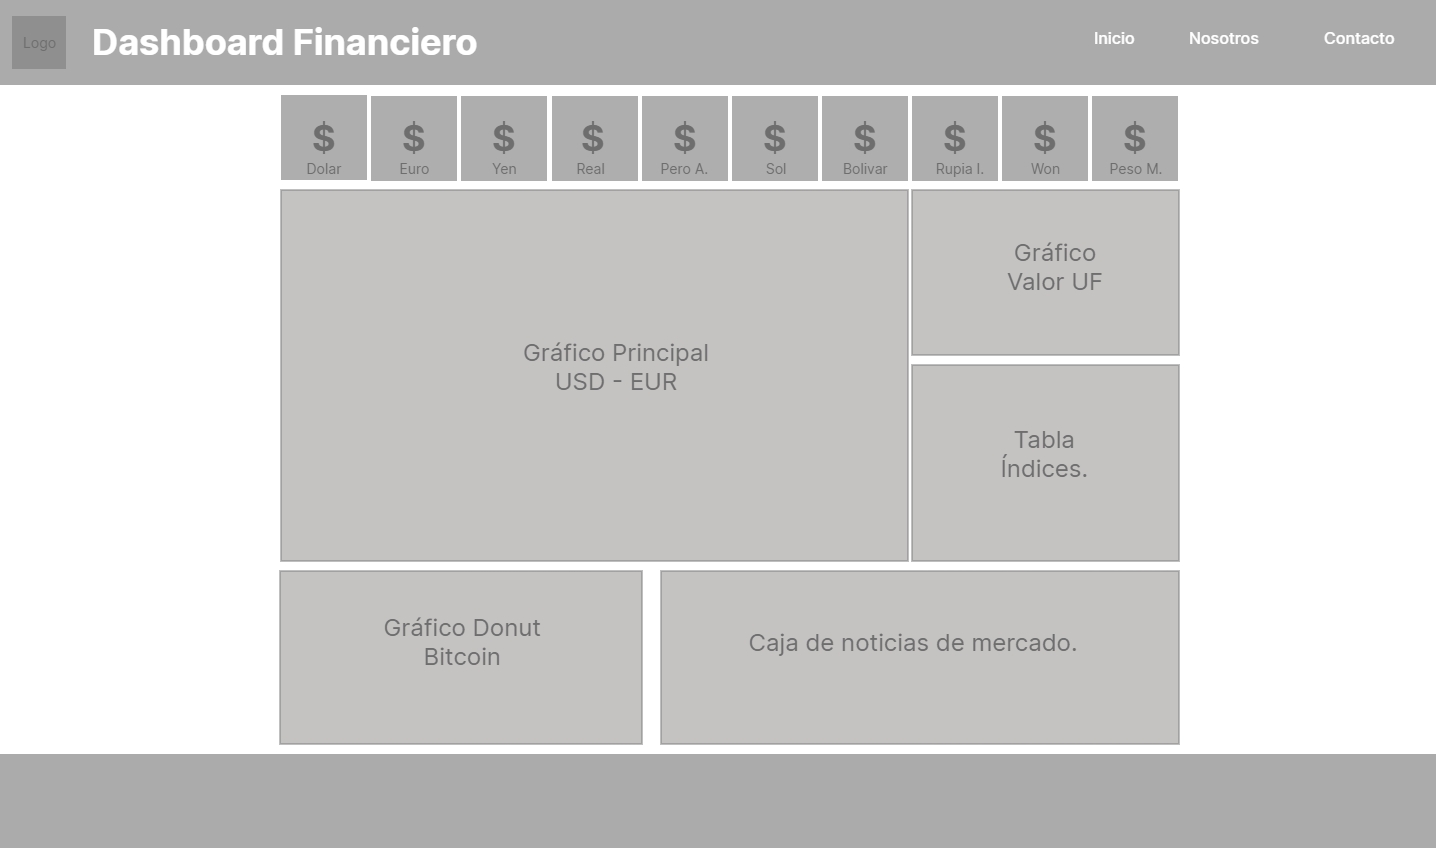 Logo
Dashboard Financiero
Inicio
Nosotros
Contacto
$
Dolar
$
Euro
$
Yen
$
Real
$
Pero A.
$
Sol
$
Bolivar
$
Rupia I.
$
Won
$
Peso M.
Gráfico Principal
USD - EUR
Gráfico
Valor UF
Tabla
Índices.
Gráfico Donut
Bitcoin
Caja de noticias de mercado.